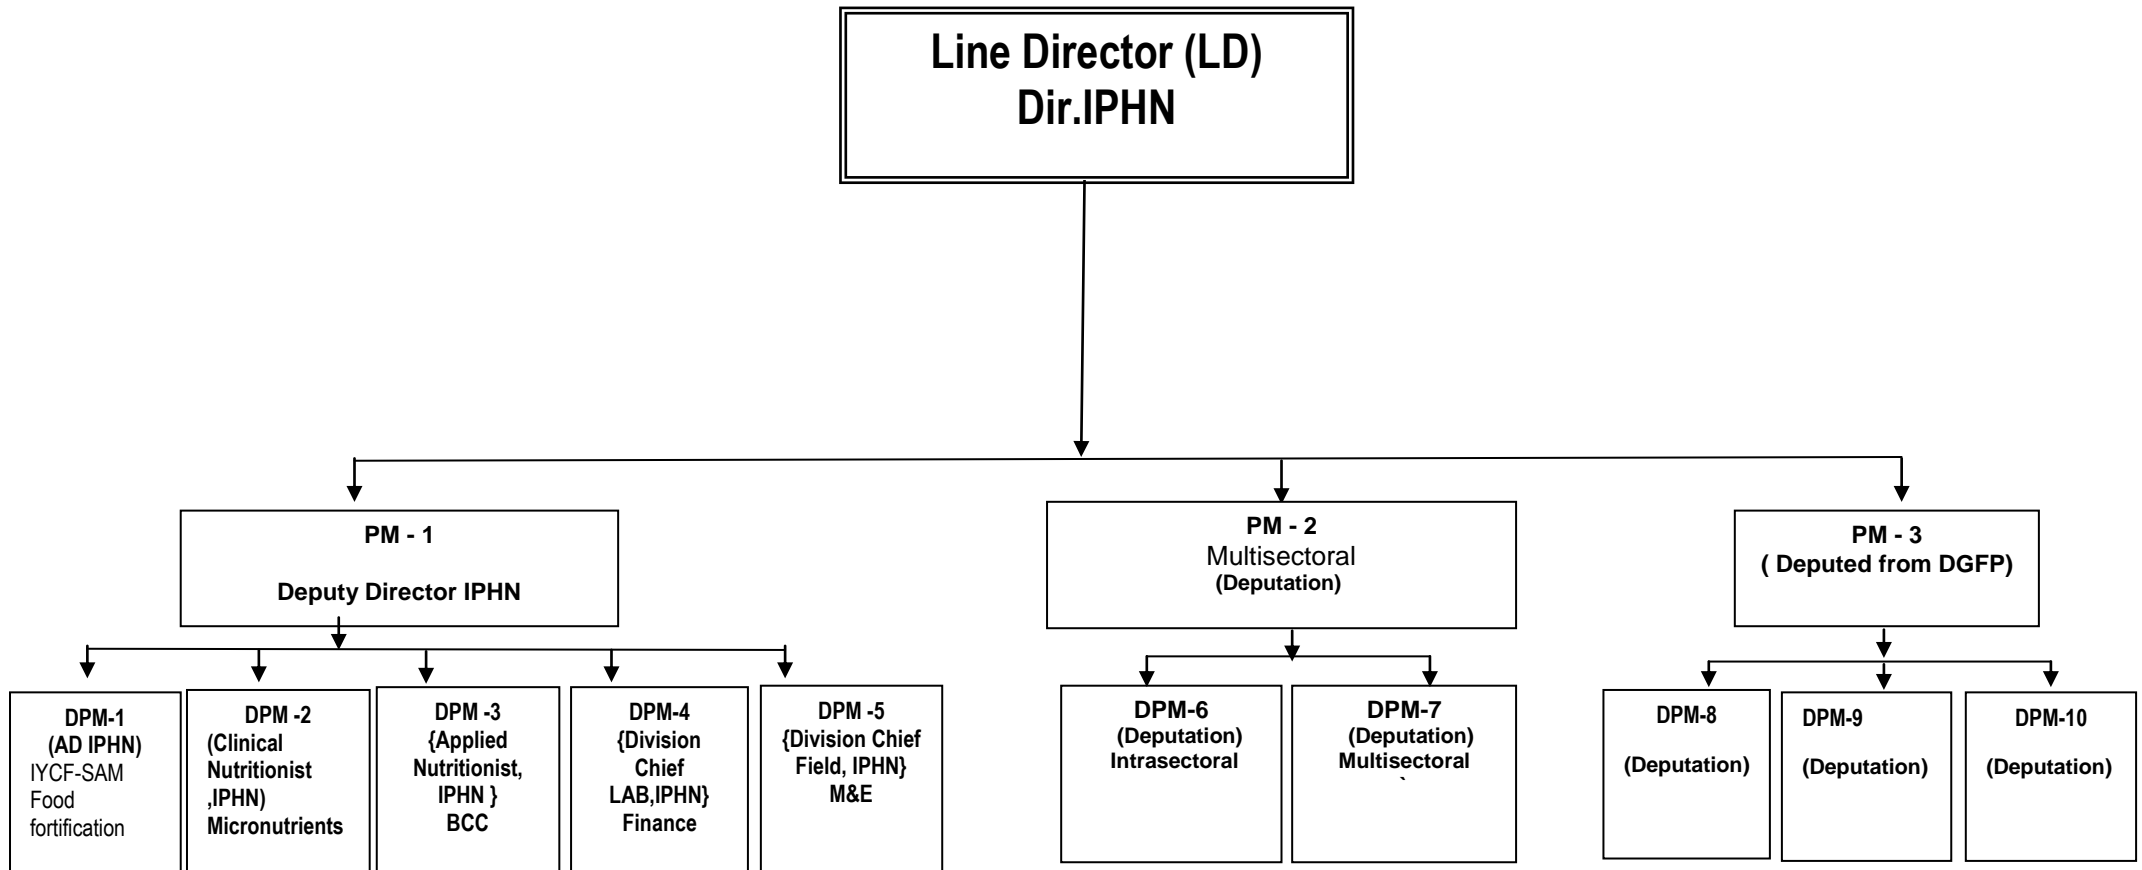 Line Director (LD)
Dir.IPHN
PM - 1
Deputy Director IPHN
PM - 2
Multisectoral
(Deputation)
PM - 3
( Deputed from DGFP)
DPM-1
(AD IPHN)
IYCF-SAM
Food
fortification
DPM -2
(Clinical
Nutritionist
,IPHN)
Micronutrients
DPM -3
{Applied
Nutritionist,
IPHN }
BCC
DPM-4
{Division
Chief
LAB,IPHN}
Finance
DPM -5
{Division Chief
Field, IPHN}
M&E
DPM-6
(Deputation)
Intrasectoral
DPM-7
(Deputation)
Multisectoral
`
DPM-8
(Deputation)
DPM-9
(Deputation)
DPM-10
(Deputation)